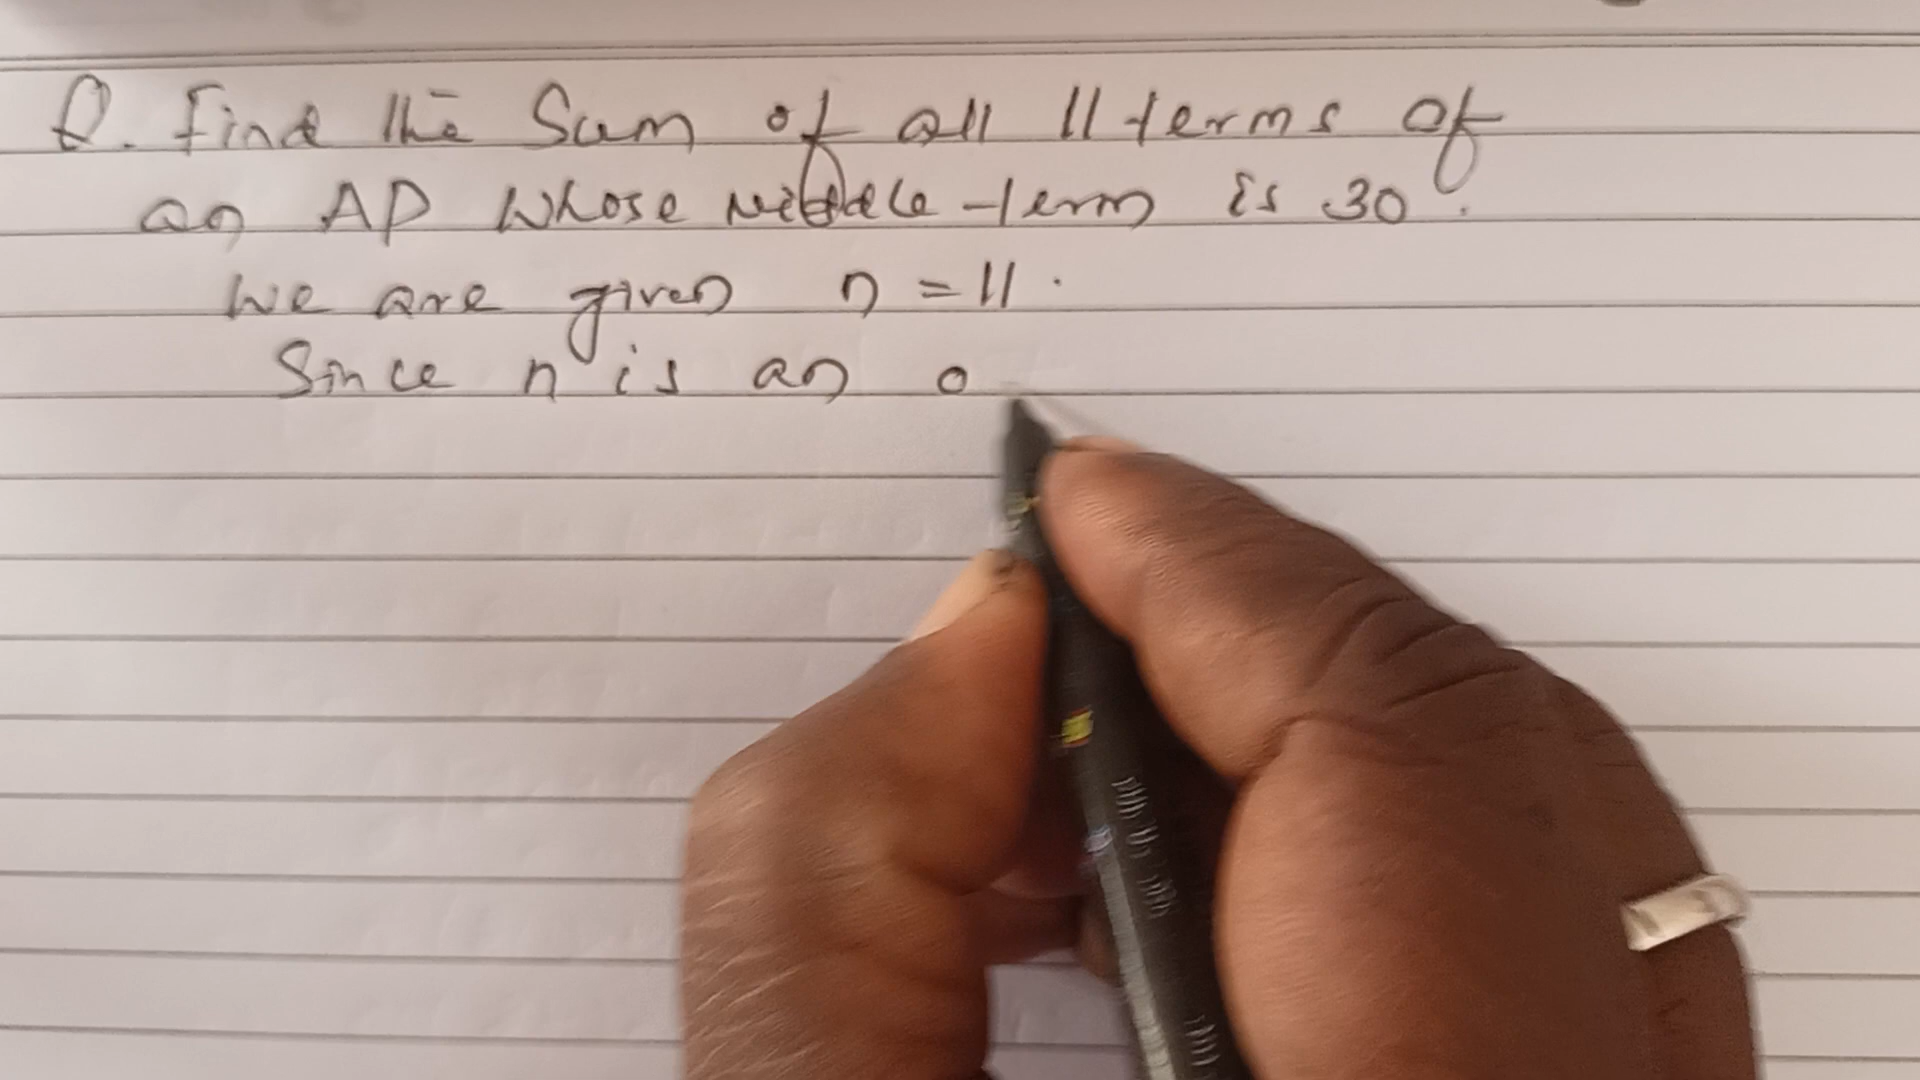 Q. Find the Sum of all 11 terms of
an AP whose middle term is 30.
We are given n = 11.
Since n is an o